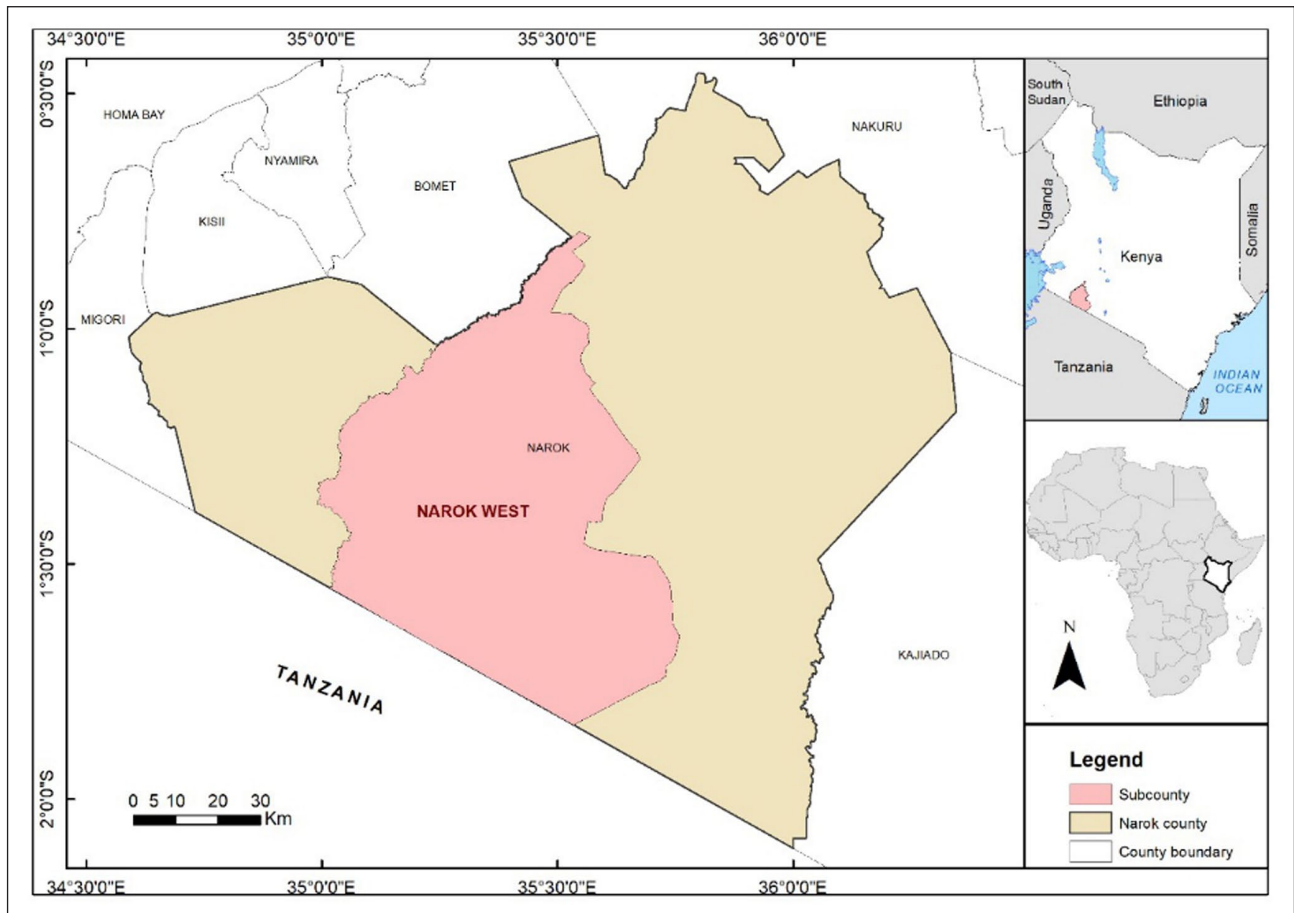 34°30'0"E 35°0'0"E 35°30'0"E 36°0'0"E
0°30'0"S
1°0'0"S
1°30'0"S
2°0'0"S
HOMA BAY
NYAMIRA
KISII
BOMET
NAKURU
MIGORI
NAROK
NAROK WEST
KAJIADO
TANZANIA
0 5 10 20 30
Km
34°30'0"E 35°0'0"E 35°30'0"E 36°0'0"E
South
Sudan
Ethiopia
Uganda
Somalia
Kenya
Tanzania
INDIAN
OCEAN
N
Legend
Subcounty
Narok county
County boundary